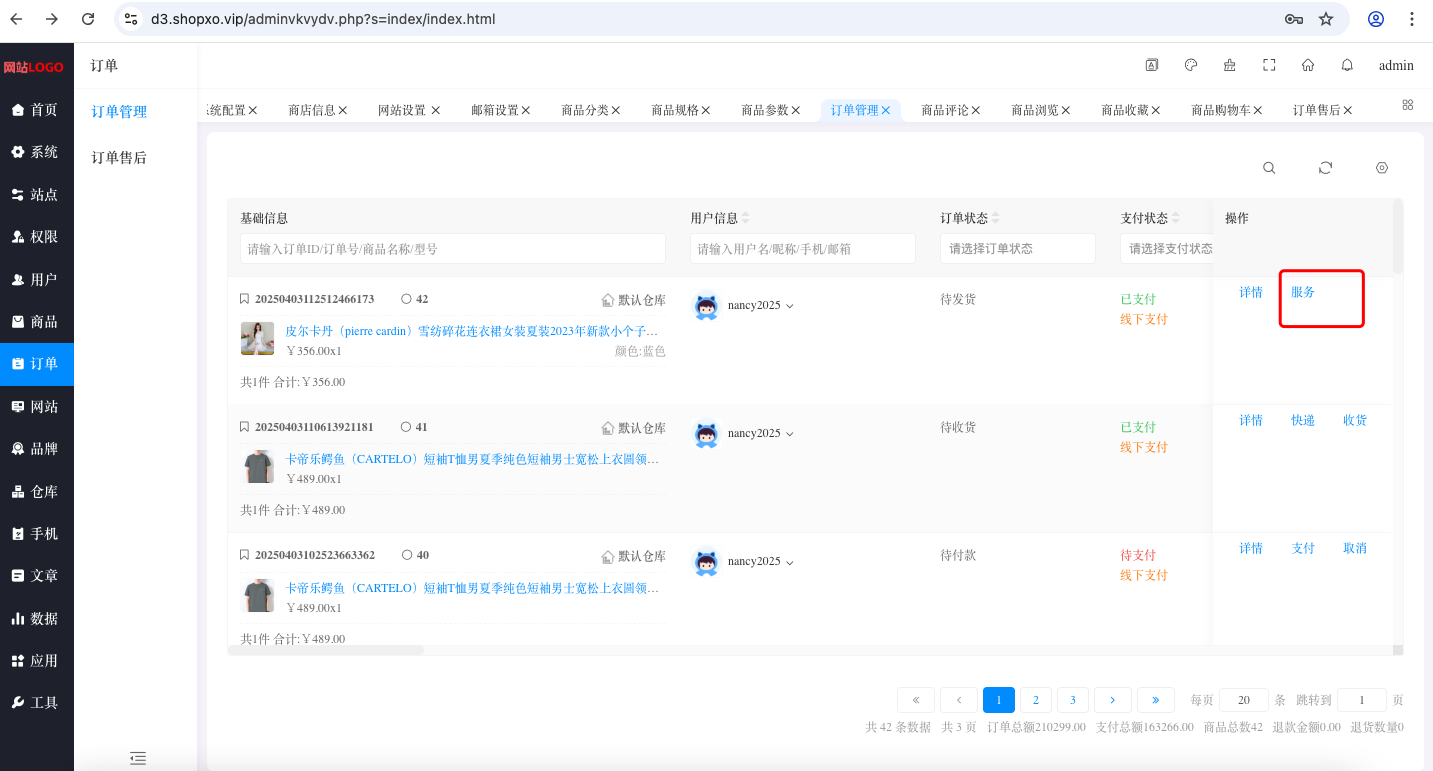 d3.shopxo.vip/adminvkvydv.php?s=index/index.html
网站LOGO
首页
系统
站点
权限
用户
商品
订单
网站
品牌
仓库
手机
文章
数据
应用
工具
订单
订单管理
订单售后
admin
系统配置 商店信息 网站设置 邮箱设置 商品分类 商品规格 商品参数 订单管理 商品评论 商品浏览 商品收藏 商品购物车 订单售后
基础信息 用户信息 订单状态 支付状态 操作
请输入订单ID/订单号/商品名称/型号 请输入用户名/昵称/手机/邮箱 请选择订单状态 请选择支付状态
20250403112512466173 42 默认仓库 nancy2025 待发货 已支付 详情 服务
线下支付
皮尔卡丹（pierre cardin）雪纺碎花连衣裙女装夏装2023年新款小个子…
￥356.00x1 颜色:蓝色
共1件 合计:￥356.00
20250403110613921181 41 默认仓库 nancy2025 待收货 已支付 详情 快递 收货
线下支付
卡帝乐鳄鱼（CARTELO）短袖T恤男夏季纯色短袖男士宽松上衣圆领…
￥489.00x1
共1件 合计:￥489.00
20250403102523663362 40 默认仓库 nancy2025 待付款 待支付 详情 支付 取消
线下支付
卡帝乐鳄鱼（CARTELO）短袖T恤男夏季纯色短袖男士宽松上衣圆领…
￥489.00x1
共1件 合计:￥489.00
« ‹ 1 2 3 › » 每页 20 条 跳转到 1 页
共 42 条数据 共 3 页 订单总额210299.00 支付总额163266.00 商品总数42 退款金额0.00 退货数量0